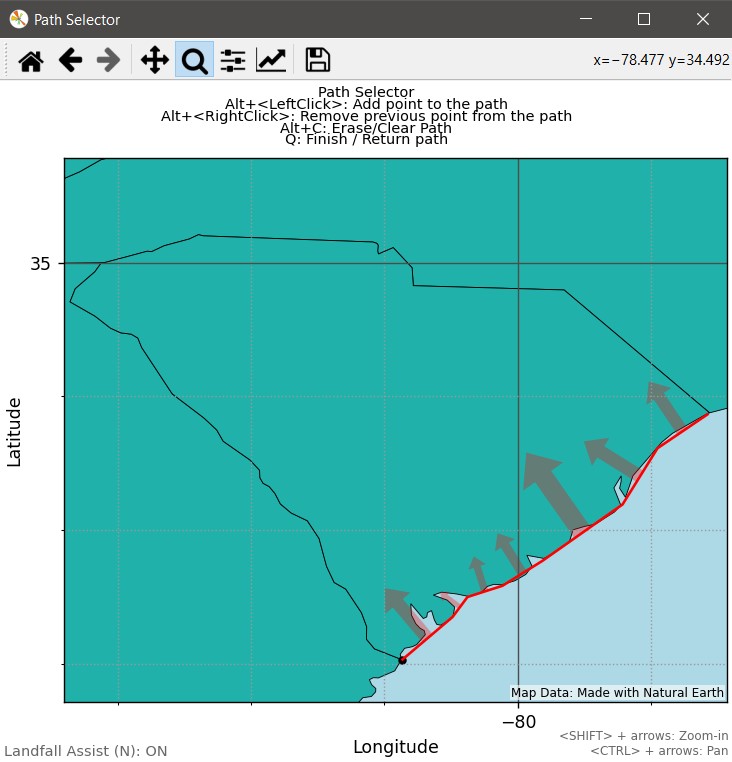 Path Selector
x=−78.477 y=34.492
Path Selector
Alt+<LeftClick>: Add point to the path
Alt+<RightClick>: Remove previous point from the path
Alt+C: Erase/Clear Path
Q: Finish / Return path
35
Latitude
Map Data: Made with Natural Earth
−80
Longitude
<SHIFT> + arrows: Zoom-in
<CTRL> + arrows: Pan
Landfall Assist (N): ON